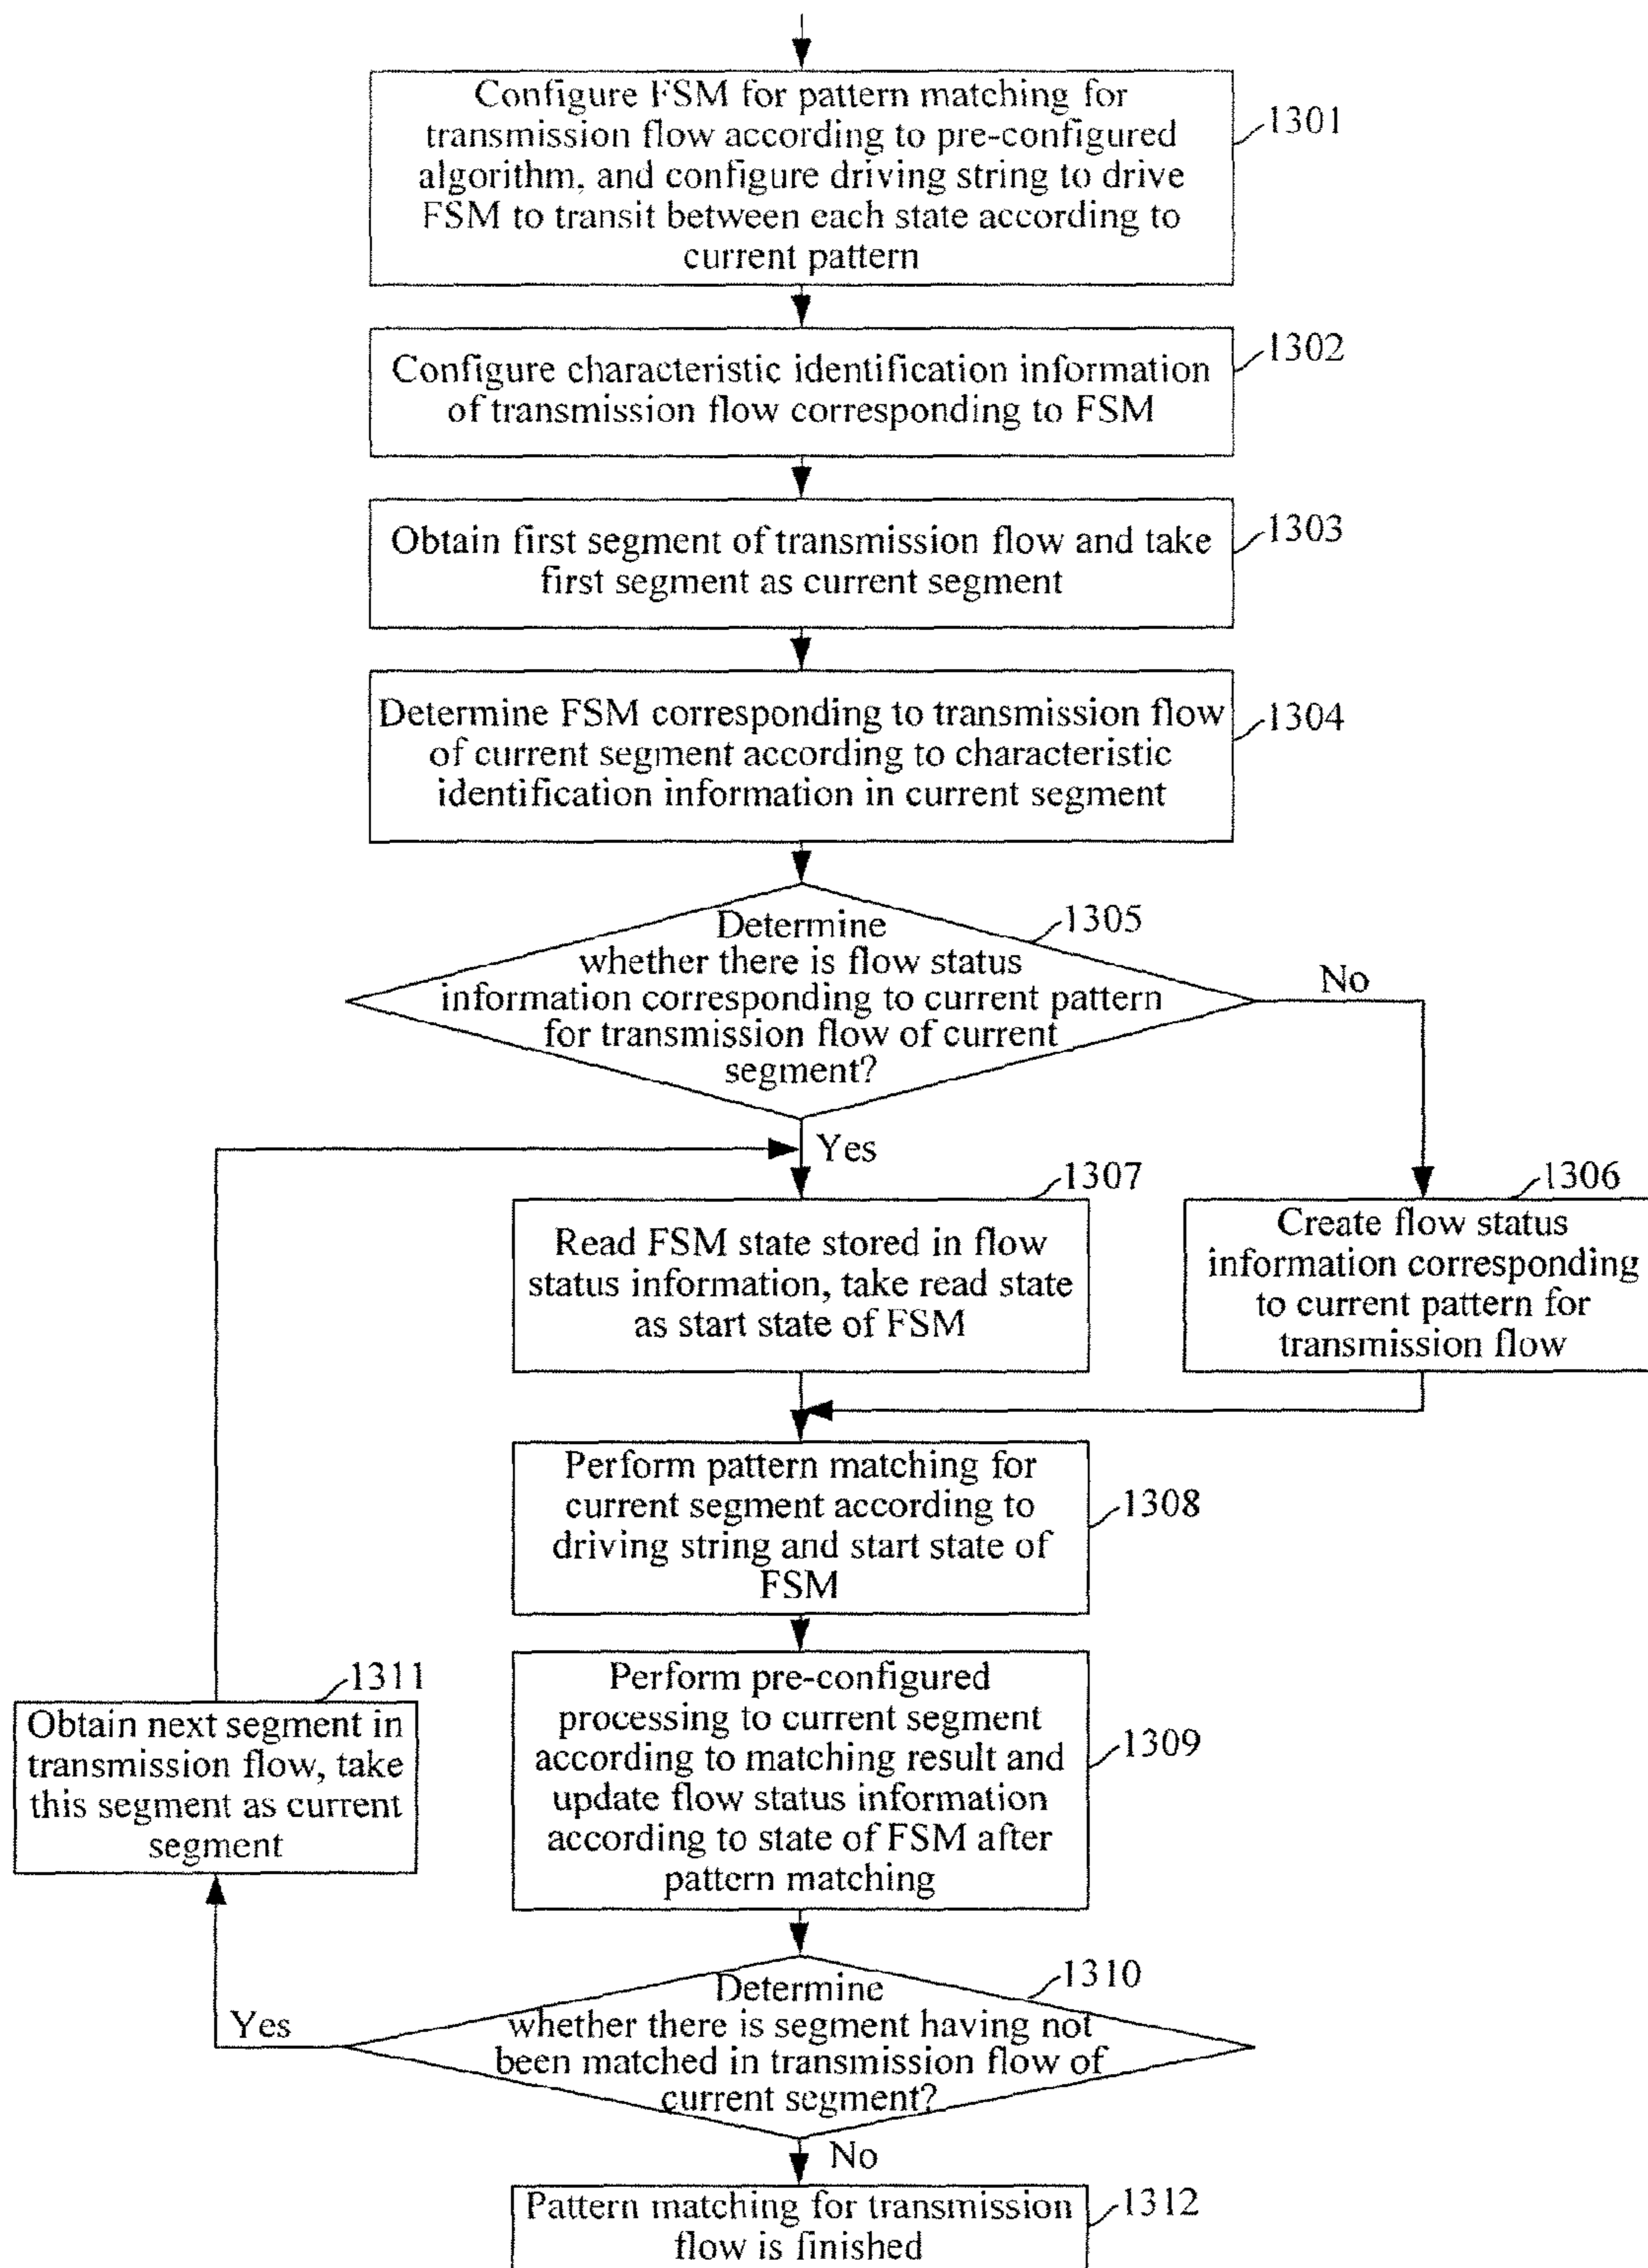 Configure FSM for pattern matching for
transmission flow according to pre-configured
algorithm, and configure driving string to drive
FSM to transit between each state according to
current pattern
1301
Configure characteristic identification information
of transmission flow corresponding to FSM
1302
Obtain first segment of transmission flow and take
first segment as current segment
1303
Determine FSM corresponding to transmission flow
of current segment according to characteristic
identification information in current segment
1304
Determine
whether there is flow status
information corresponding to current pattern
for transmission flow of current
segment?
1305
No
Yes
1307
Read FSM state stored in flow
status information, take read state
as start state of FSM
1306
Create flow status
information corresponding
to current pattern for
transmission flow
Perform pattern matching for
current segment according to
driving string and start state of
FSM
1308
Perform pre-configured
processing to current segment
according to matching result and
update flow status information
according to state of FSM after
pattern matching
1309
1311
Obtain next segment in
transmission flow, take
this segment as current
segment
Determine
whether there is segment having not
been matched in transmission flow of
current segment?
1310
Yes
No
Pattern matching for transmission
flow is finished
1312